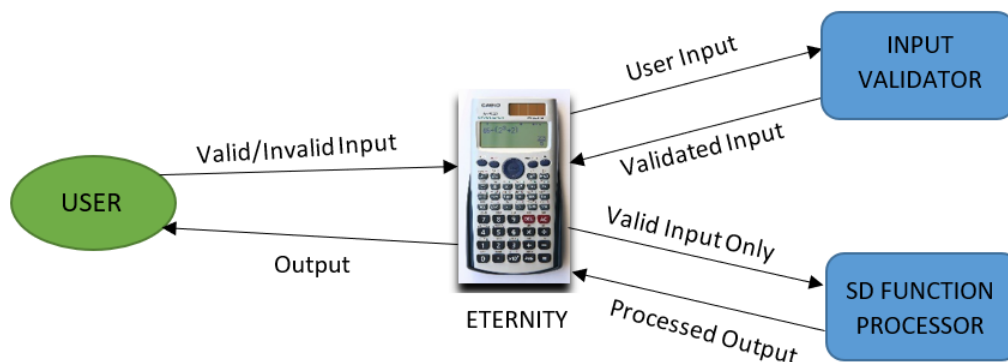 USER
Valid/Invalid Input
Output
CASIO
ETERNITY
User Input
Validated Input
Valid Input Only
Processed Output
INPUT
VALIDATOR
SD FUNCTION
PROCESSOR